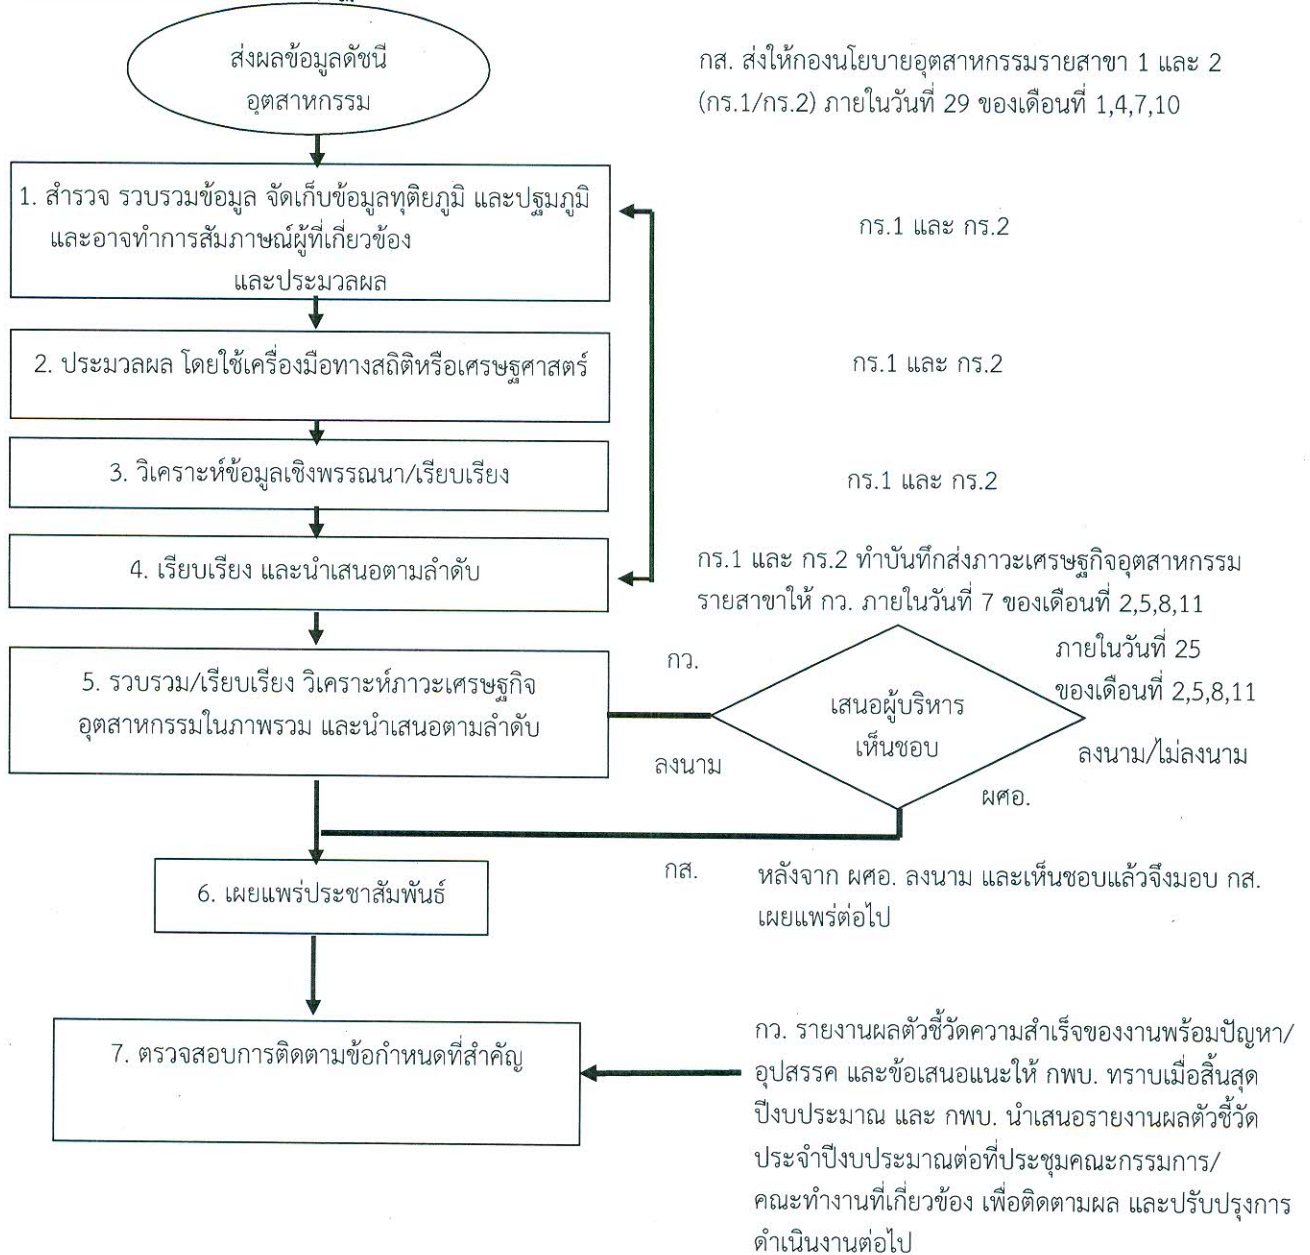 ส่งผลข้อมูลดัชนี
อุตสาหกรรม
กส. ส่งให้กองนโยบายอุตสาหกรรมรายสาขา 1 และ 2
(กร.1/กร.2) ภายในวันที่ 29 ของเดือนที่ 1,4,7,10
1. สำรวจ รวบรวมข้อมูล จัดเก็บข้อมูลทุติยภูมิ และปฐมภูมิ
และอาจทำการสัมภาษณ์ผู้ที่เกี่ยวข้อง
และประมวลผล
กร.1 และ กร.2
2. ประมวลผล โดยใช้เครื่องมือทางสถิติหรือเศรษฐศาสตร์
กร.1 และ กร.2
3. วิเคราะห์ข้อมูลเชิงพรรณนา/เรียบเรียง
กร.1 และ กร.2
4. เรียบเรียง และนำเสนอตามลำดับ
กร.1 และ กร.2 ทำบันทึกส่งภาวะเศรษฐกิจอุตสาหกรรม
รายสาขาให้ กว. ภายในวันที่ 7 ของเดือนที่ 2,5,8,11
5. รวบรวม/เรียบเรียง วิเคราะห์ภาวะเศรษฐกิจ
อุตสาหกรรมในภาพรวม และนำเสนอตามลำดับ
กว.
ลงนาม
เสนอผู้บริหาร
เห็นชอบ
ภายในวันที่ 25
ของเดือนที่ 2,5,8,11
ลงนาม/ไม่ลงนาม
ผศอ.
6. เผยแพร่ประชาสัมพันธ์
กส.
หลังจาก ผศอ. ลงนาม และเห็นชอบแล้วจึงมอบ กส.
เผยแพร่ต่อไป
7. ตรวจสอบการติดตามข้อกำหนดที่สำคัญ
กว. รายงานผลตัวชี้วัดความสำเร็จของงานพร้อมปัญหา/
อุปสรรค และข้อเสนอแนะให้ กพบ. ทราบเมื่อสิ้นสุด
ปีงบประมาณ และ กพบ. นำเสนอรายงานผลตัวชี้วัด
ประจำปีงบประมาณต่อที่ประชุมคณะกรรมการ/
คณะทำงานที่เกี่ยวข้อง เพื่อติดตามผล และปรับปรุงการ
ดำเนินงานต่อไป